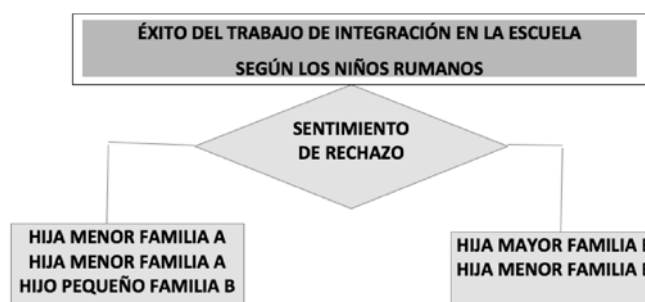 ÉXITO DEL TRABAJO DE INTEGRACIÓN EN LA ESCUELA
SEGÚN LOS NIÑOS RUMANOS
SENTIMIENTO
DE RECHAZO
HIJA MENOR FAMILIA A
HIJA MENOR FAMILIA A
HIJO PEQUEÑO FAMILIA B
HIJA MAYOR FAMILIA
HIJA MENOR FAMILIA